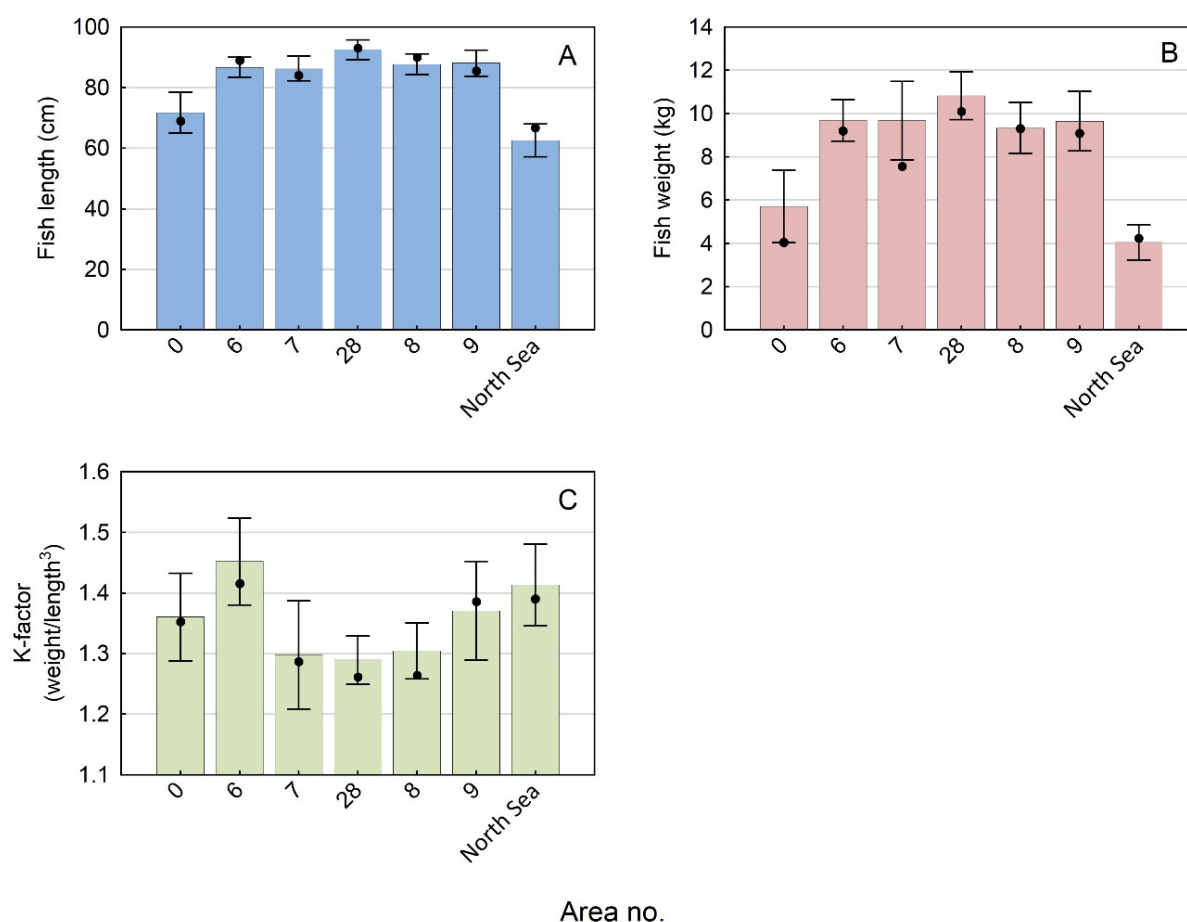 A
Fish length (cm)
100
80
60
40
20
0
0 6 7 28 8 9 North Sea
B
Fish weight (kg)
14
12
10
8
6
4
2
0
0 6 7 28 8 9 North Sea
C
K-factor
(weight/length³)
1.6
1.5
1.4
1.3
1.2
1.1
0 6 7 28 8 9 North Sea
Area no.